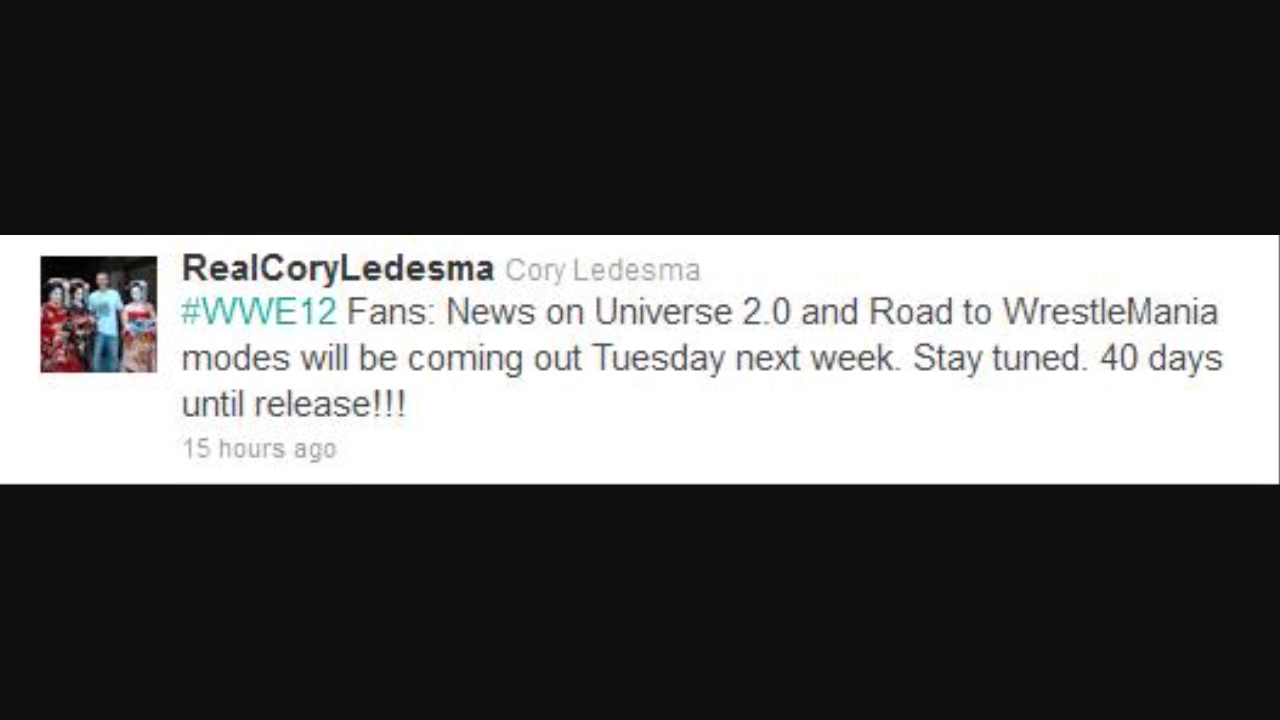 RealCoryLedesma Cory Ledesma
#WWE12 Fans: News on Universe 2.0 and Road to WrestleMania
modes will be coming out Tuesday next week. Stay tuned. 40 days
until release!!!
15 hours ago